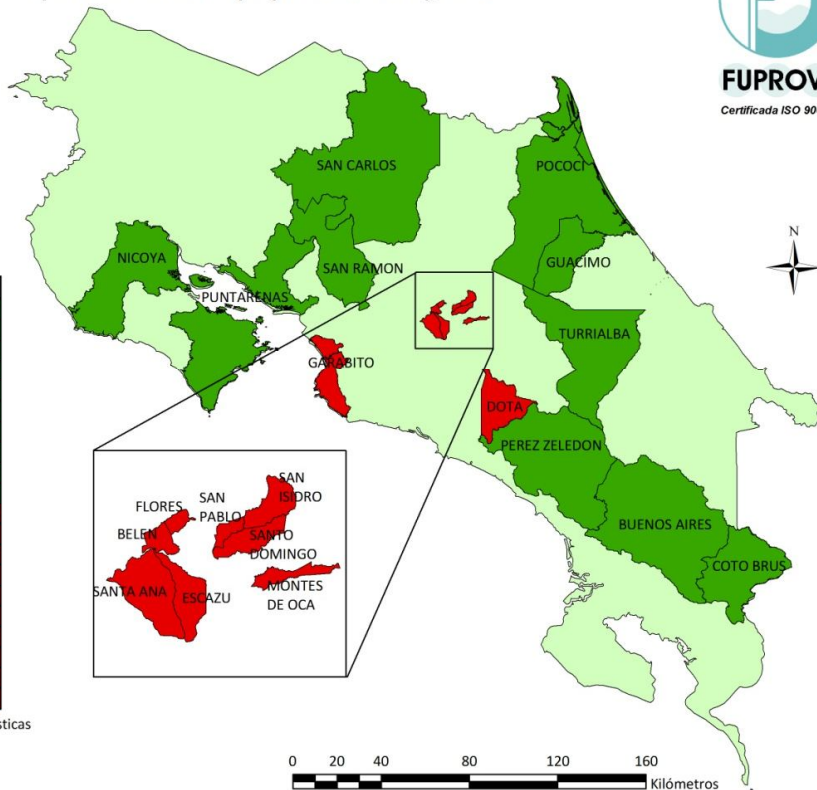 FUPROV
Certificada ISO 90
N
SAN CARLOS
POCOCI
GUACIMO
NICOYA
SAN RAMON
PUNTARENAS
TURRIALBA
GARABITO
DOTA
PEREZ ZELEDON
BUENOS AIRES
COTO BRUS
SAN
ISIDRO
FLORES
SAN
PABLO
BELEN
SANTO
DOMINGO
SANTA ANA
ESCAZU
MONTES
DE OCA
sticas
0 20 40 80 120 160
Kilómetros